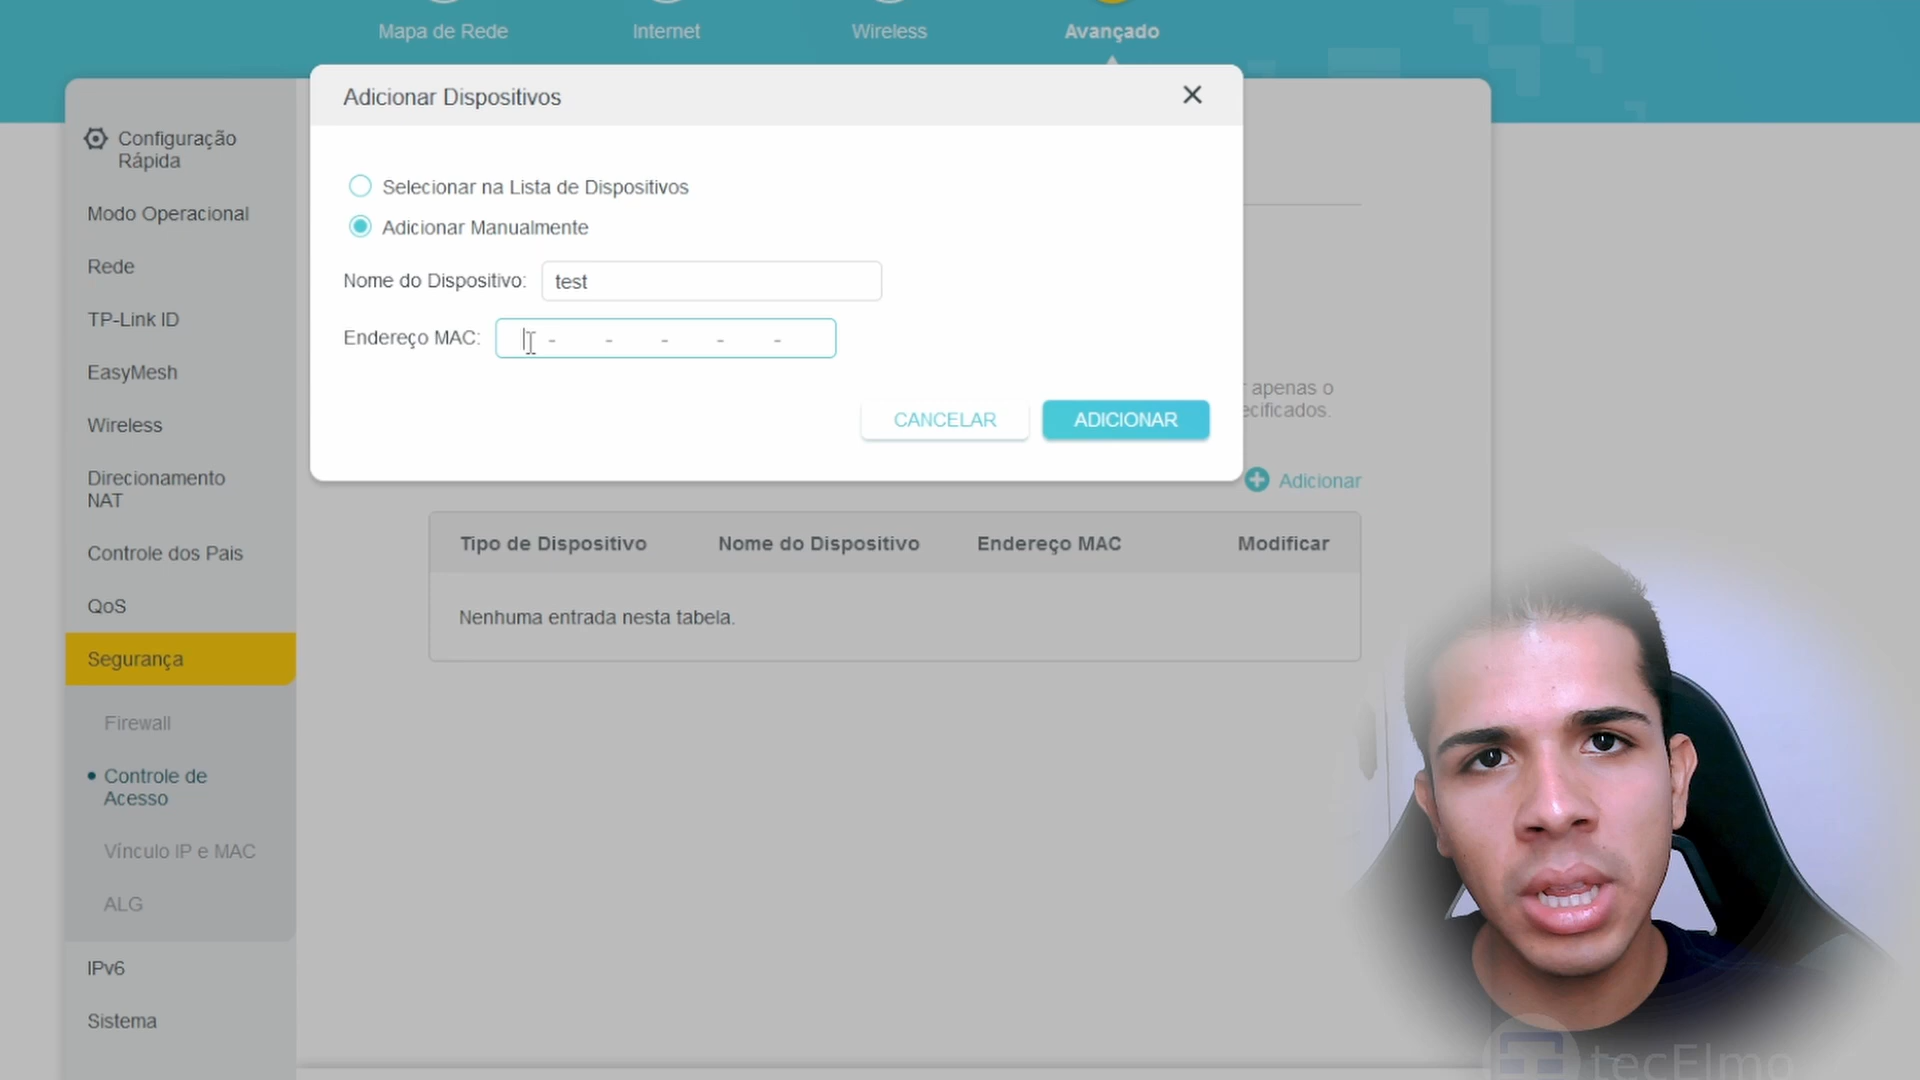 Mapa de Rede
Internet
Wireless
Avançado
Adicionar Dispositivos
Configuração
Rápida
Modo Operacional
Rede
TP-Link ID
EasyMesh
Wireless
Direcionamento
NAT
Controle dos Pais
QoS
Segurança
Firewall
Controle de
Acesso
Vínculo IP e MAC
ALG
IPv6
Sistema
Selecionar na Lista de Dispositivos
Adicionar Manualmente
Nome do Dispositivo: test
Endereço MAC: - - - - -
CANCELAR
ADICIONAR
apenas o
ecificados.
Adicionar
Tipo de Dispositivo
Nome do Dispositivo
Endereço MAC
Modificar
Nenhuma entrada nesta tabela.
tecElmo